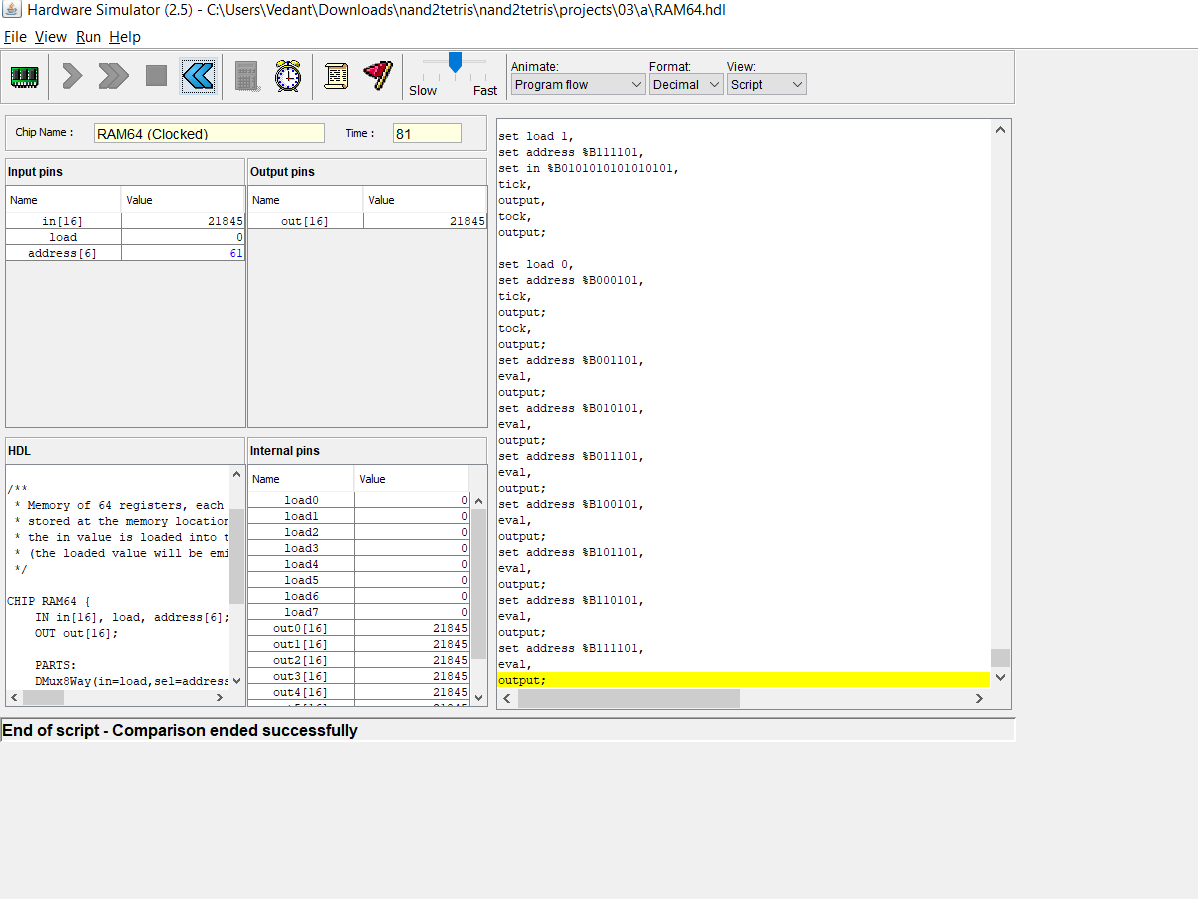 Hardware Simulator (2.5) - C:\Users\Vedant\Downloads\nand2tetris\nand2tetris\projects\03\a\RAM64.hdl
File View Run Help
Slow Fast
Animate: Format: View:
Program flow Decimal Script
Chip Name : RAM64 (Clocked) Time : 81
Input pins
Name Value
in[16] 21845
load 0
address[6] 61
Output pins
Name Value
out[16] 21845
HDL
/**
* Memory of 64 registers, each
* stored at the memory location
* the in value is loaded into t
* (the loaded value will be emi
*/
CHIP RAM64 {
IN in[16], load, address[6];
OUT out[16];
PARTS:
DMux8Way(in=load,sel=address
Internal pins
Name Value
load0 0
load1 0
load2 0
load3 0
load4 0
load5 0
load6 0
load7 0
out0[16] 21845
out1[16] 21845
out2[16] 21845
out3[16] 21845
out4[16] 21845
set load 1,
set address %B111101,
set in %B0101010101010101,
tick,
output,
tock,
output;
set load 0,
set address %B000101,
tick,
output;
tock,
output;
set address %B001101,
eval,
output;
set address %B010101,
eval,
output;
set address %B011101,
eval,
output;
set address %B100101,
eval,
output;
set address %B101101,
eval,
output;
set address %B110101,
eval,
output;
set address %B111101,
eval,
output;
End of script - Comparison ended successfully